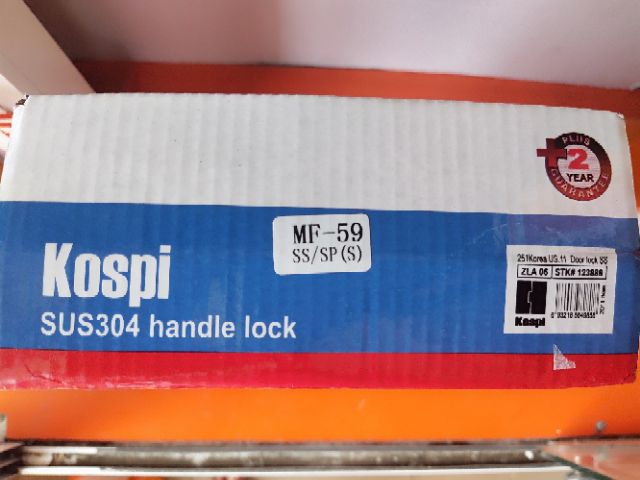 PLUS
+2
YEAR
GUARANTEE
MF-59
SS/SP(S)
Kospi
SUS304 handle lock
251Korea US.11 Door lock SS
ZLA 05 STK# 123886
Kospi